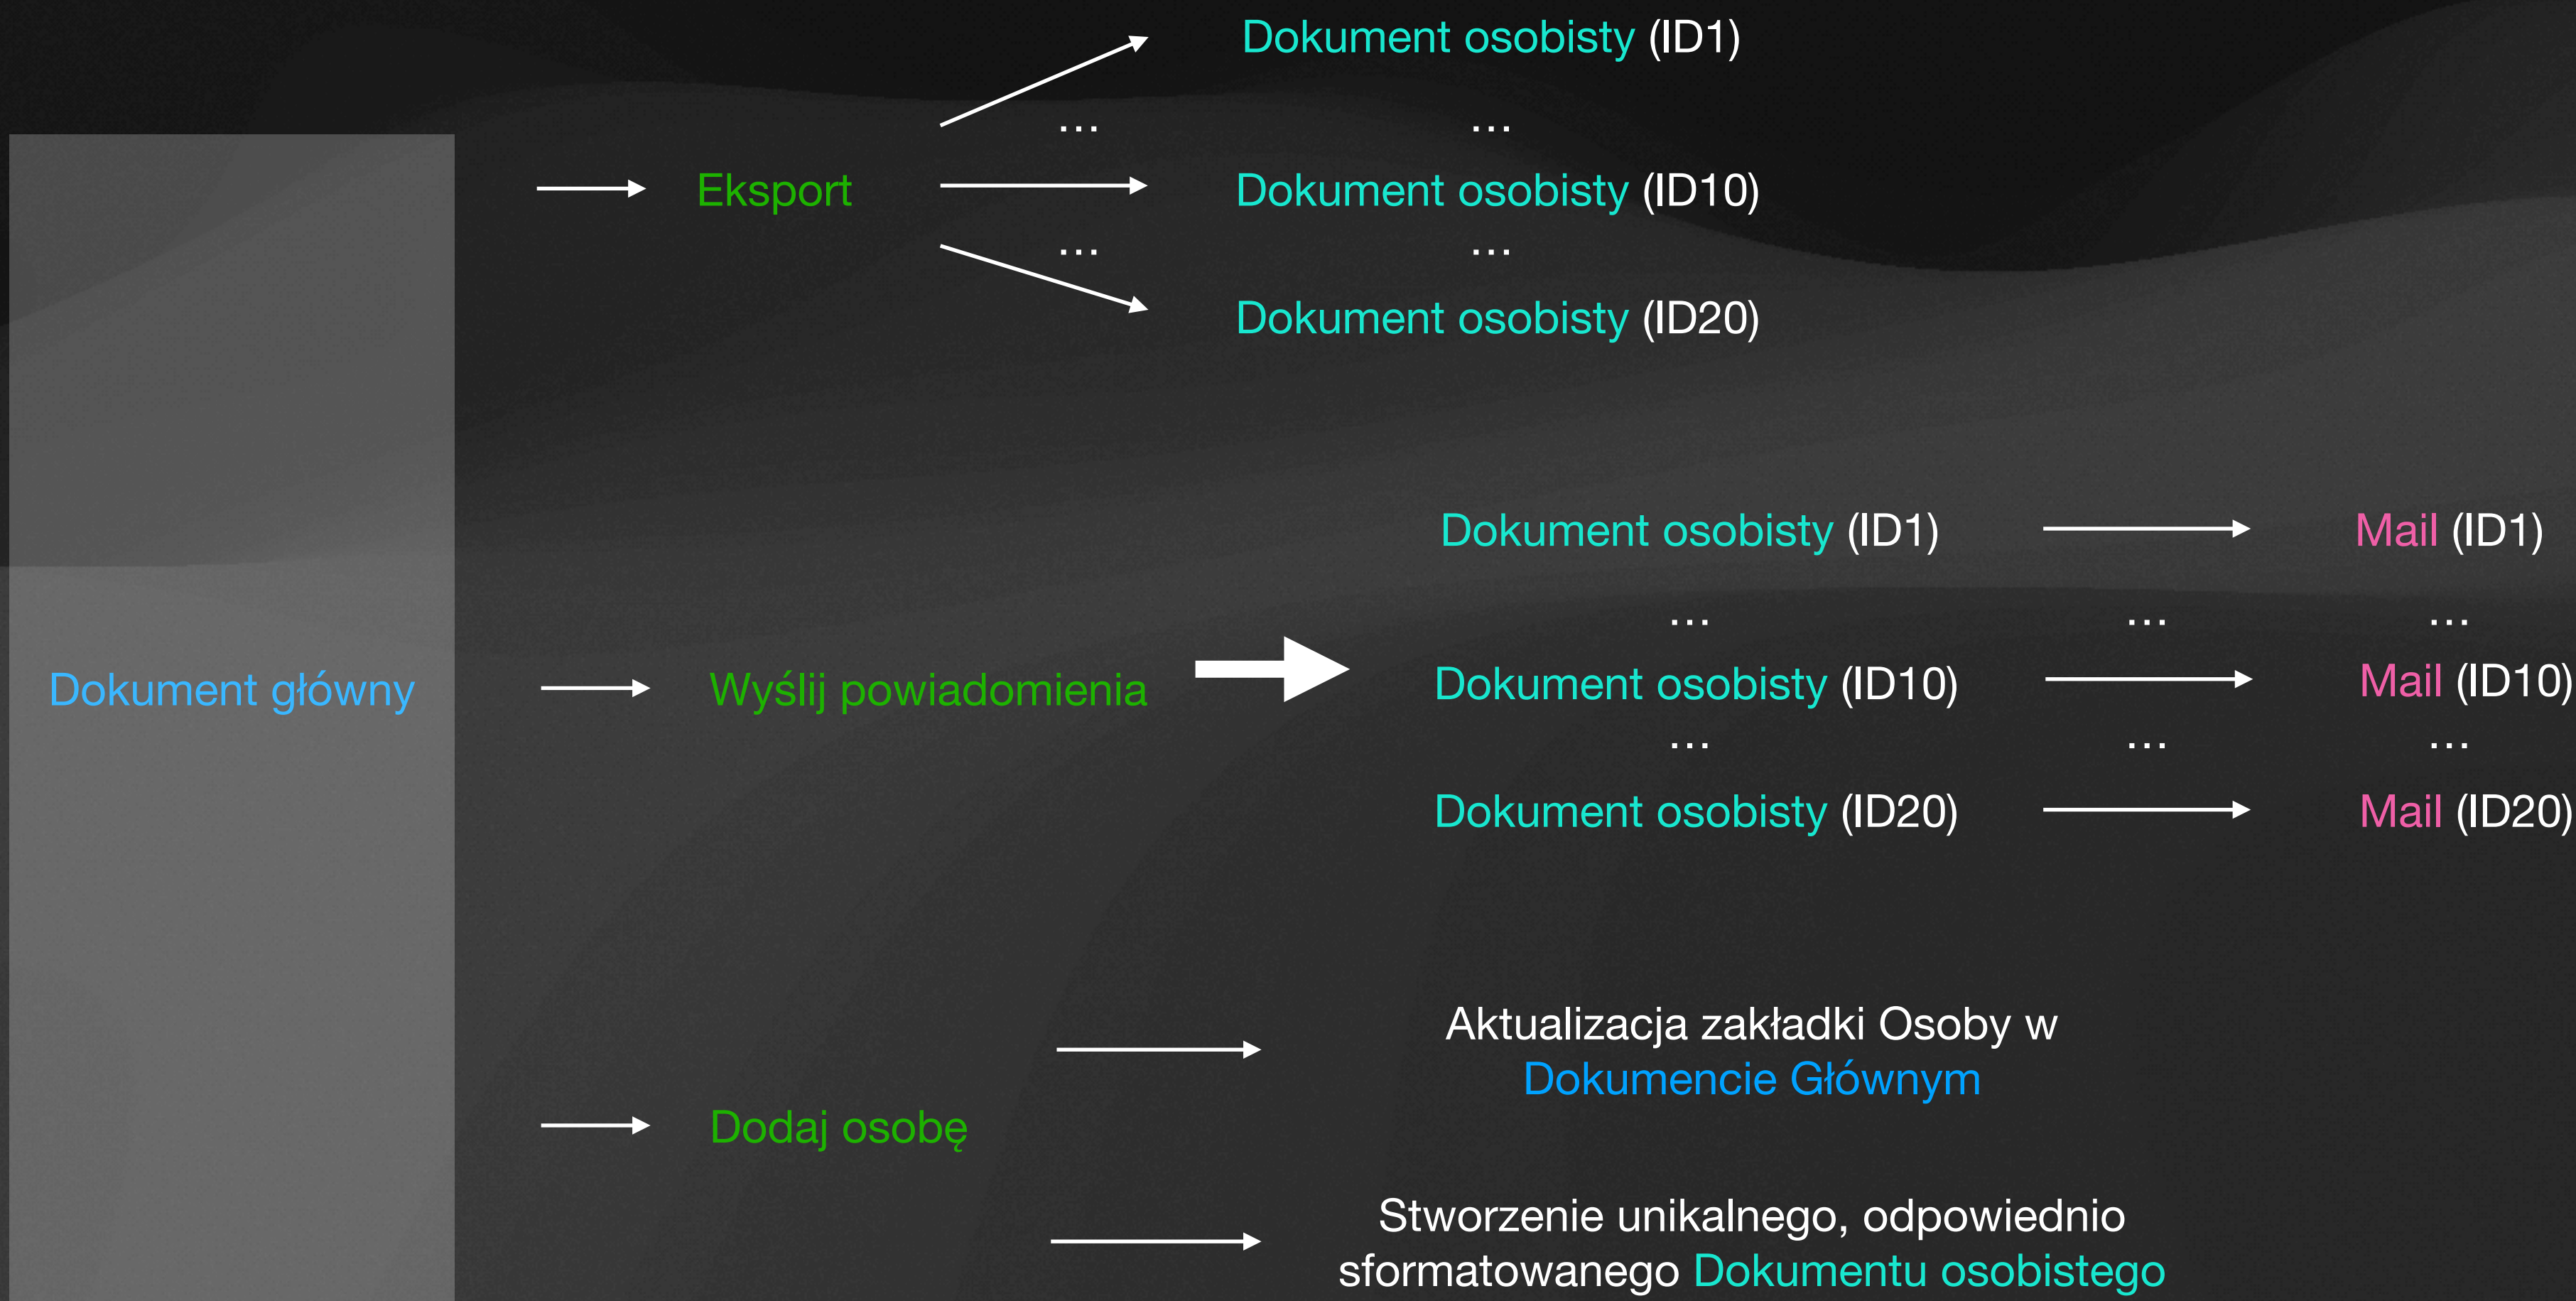 Dokument osobisty (ID1)
... ...
Eksport Dokument osobisty (ID10)
... ...
Dokument osobisty (ID20)
Dokument osobisty (ID1) Mail (ID1)
... ... ...
Dokument główny Wyślij powiadomienia Dokument osobisty (ID10) Mail (ID10)
... ... ...
Dokument osobisty (ID20) Mail (ID20)
Aktualizacja zakładki Osoby w
Dokumencie Głównym
Dodaj osobę
Stworzenie unikalnego, odpowiednio
sformatowanego Dokumentu osobistego